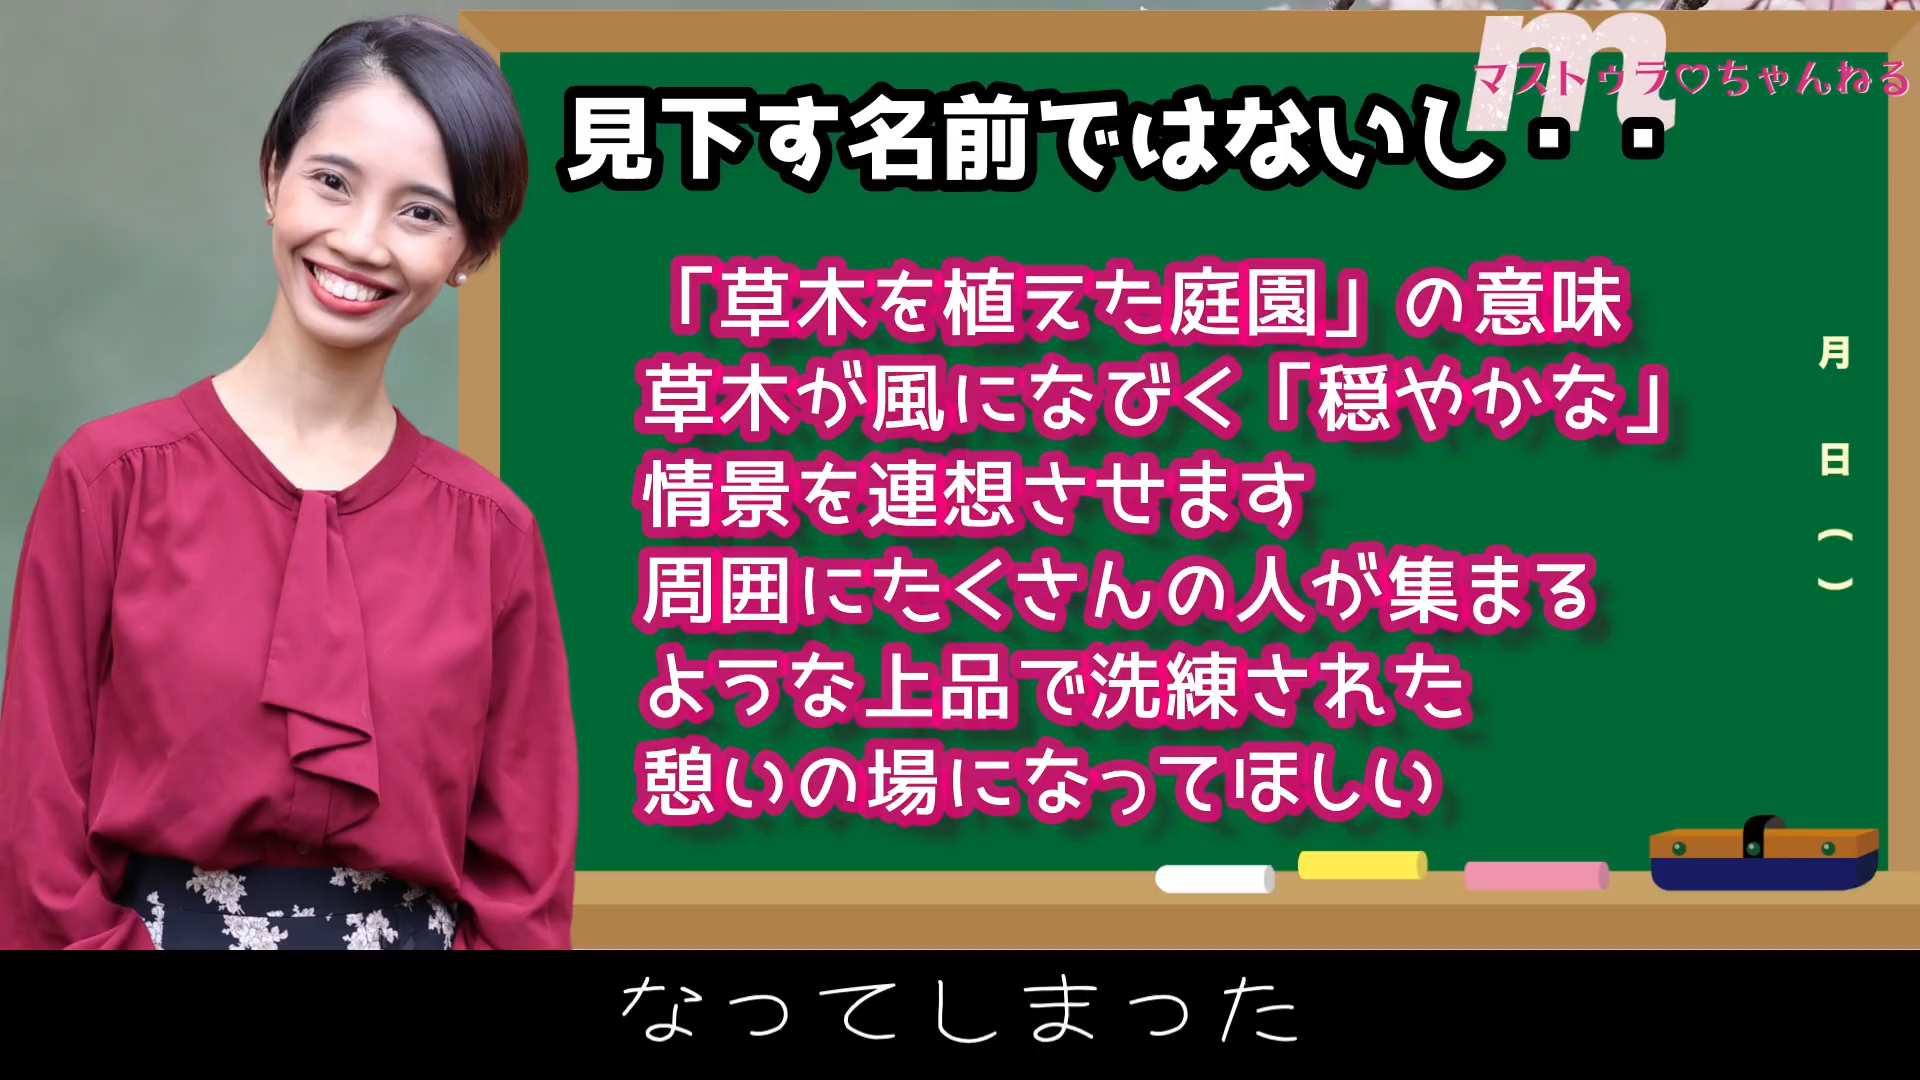 m
マストゥラ♡ちゃんねる
見下す名前ではないし・・
「草木を植えた庭園」の意味
草木が風になびく「穏やかな」
情景を連想させます
周囲にたくさんの人が集まる
ような上品で洗練された
憩いの場になってほしい
月
日
（
）
なってしまった